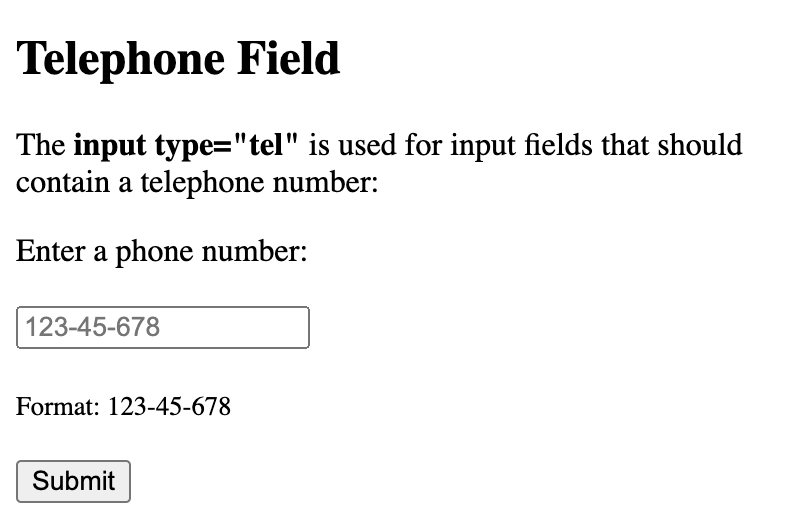 Telephone Field
The input type="tel" is used for input fields that should
contain a telephone number:
Enter a phone number:
123-45-678
Format: 123-45-678
Submit